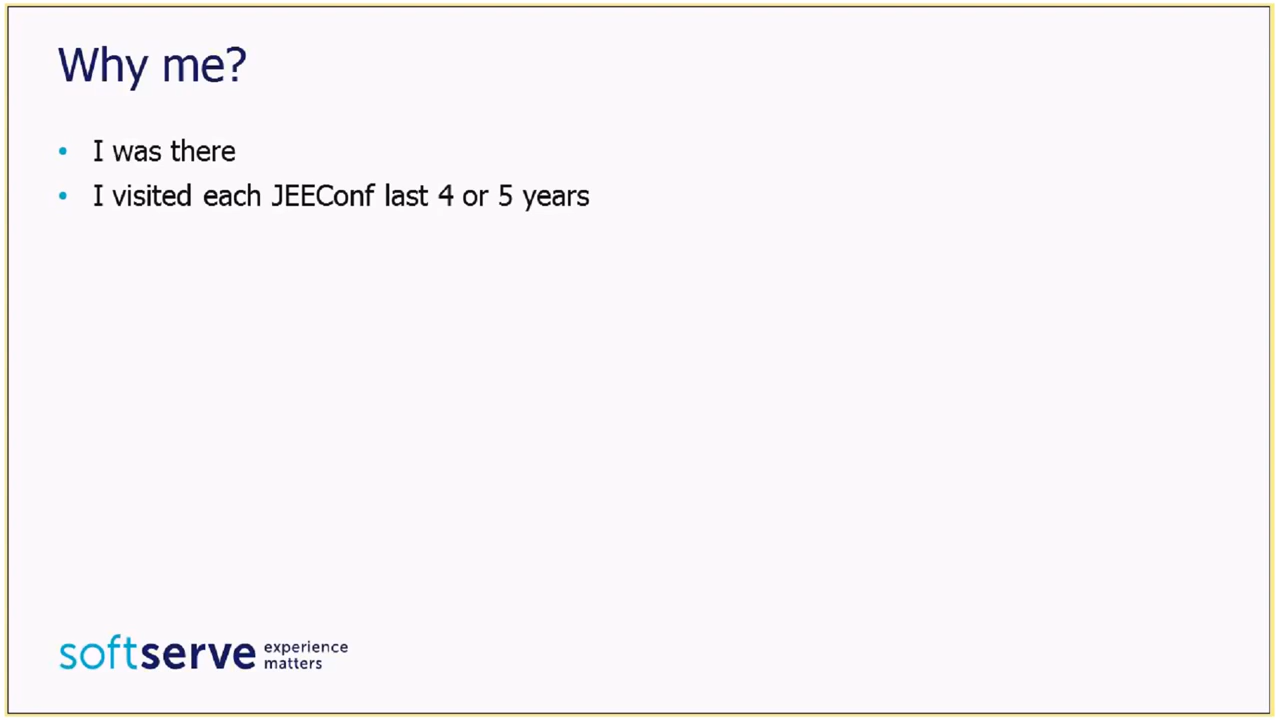 Why me?
• I was there
• I visited each JEEConf last 4 or 5 years
softserve experience matters